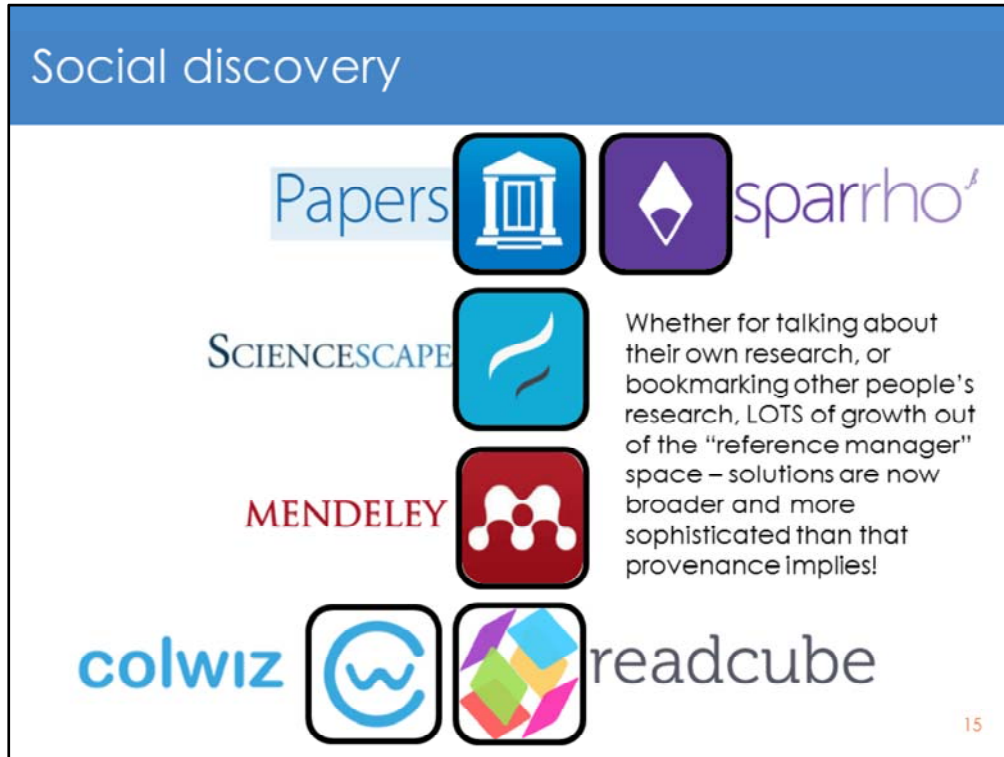 Social discovery
Papers
sparrho
SCIENCESCAPE
Whether for talking about
their own research, or
bookmarking other people’s
research, LOTS of growth out
of the “reference manager”
space – solutions are now
broader and more
sophisticated than that
provenance implies!
MENDELEY
colwiz
readcube
15